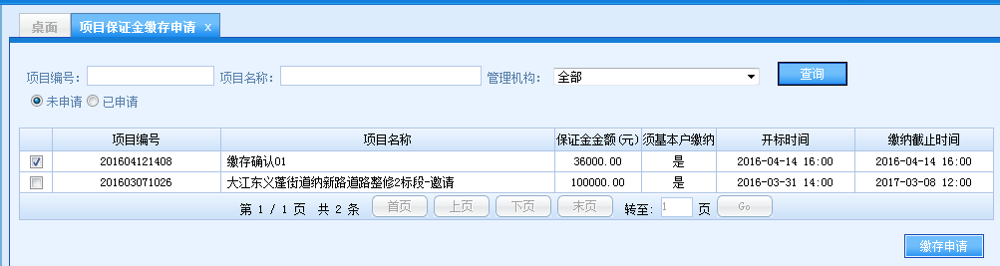 桌面 项目保证金缴存申请 x
项目编号： 项目名称： 管理机构： 全部 查询
未申请 已申请
项目编号 项目名称 保证金金额(元) 须基本户缴纳 开标时间 缴纳截止时间
201604121408 缴存确认01 36000.00 是 2016-04-14 16:00 2016-04-14 16:00
201603071026 大江东义蓬街道纳新路道路整修2标段-邀请 100000.00 是 2016-03-31 14:00 2017-03-08 12:00
第 1 / 1 页 共 2 条 首页 上页 下页 末页 转至: 1 页 Go
缴存申请